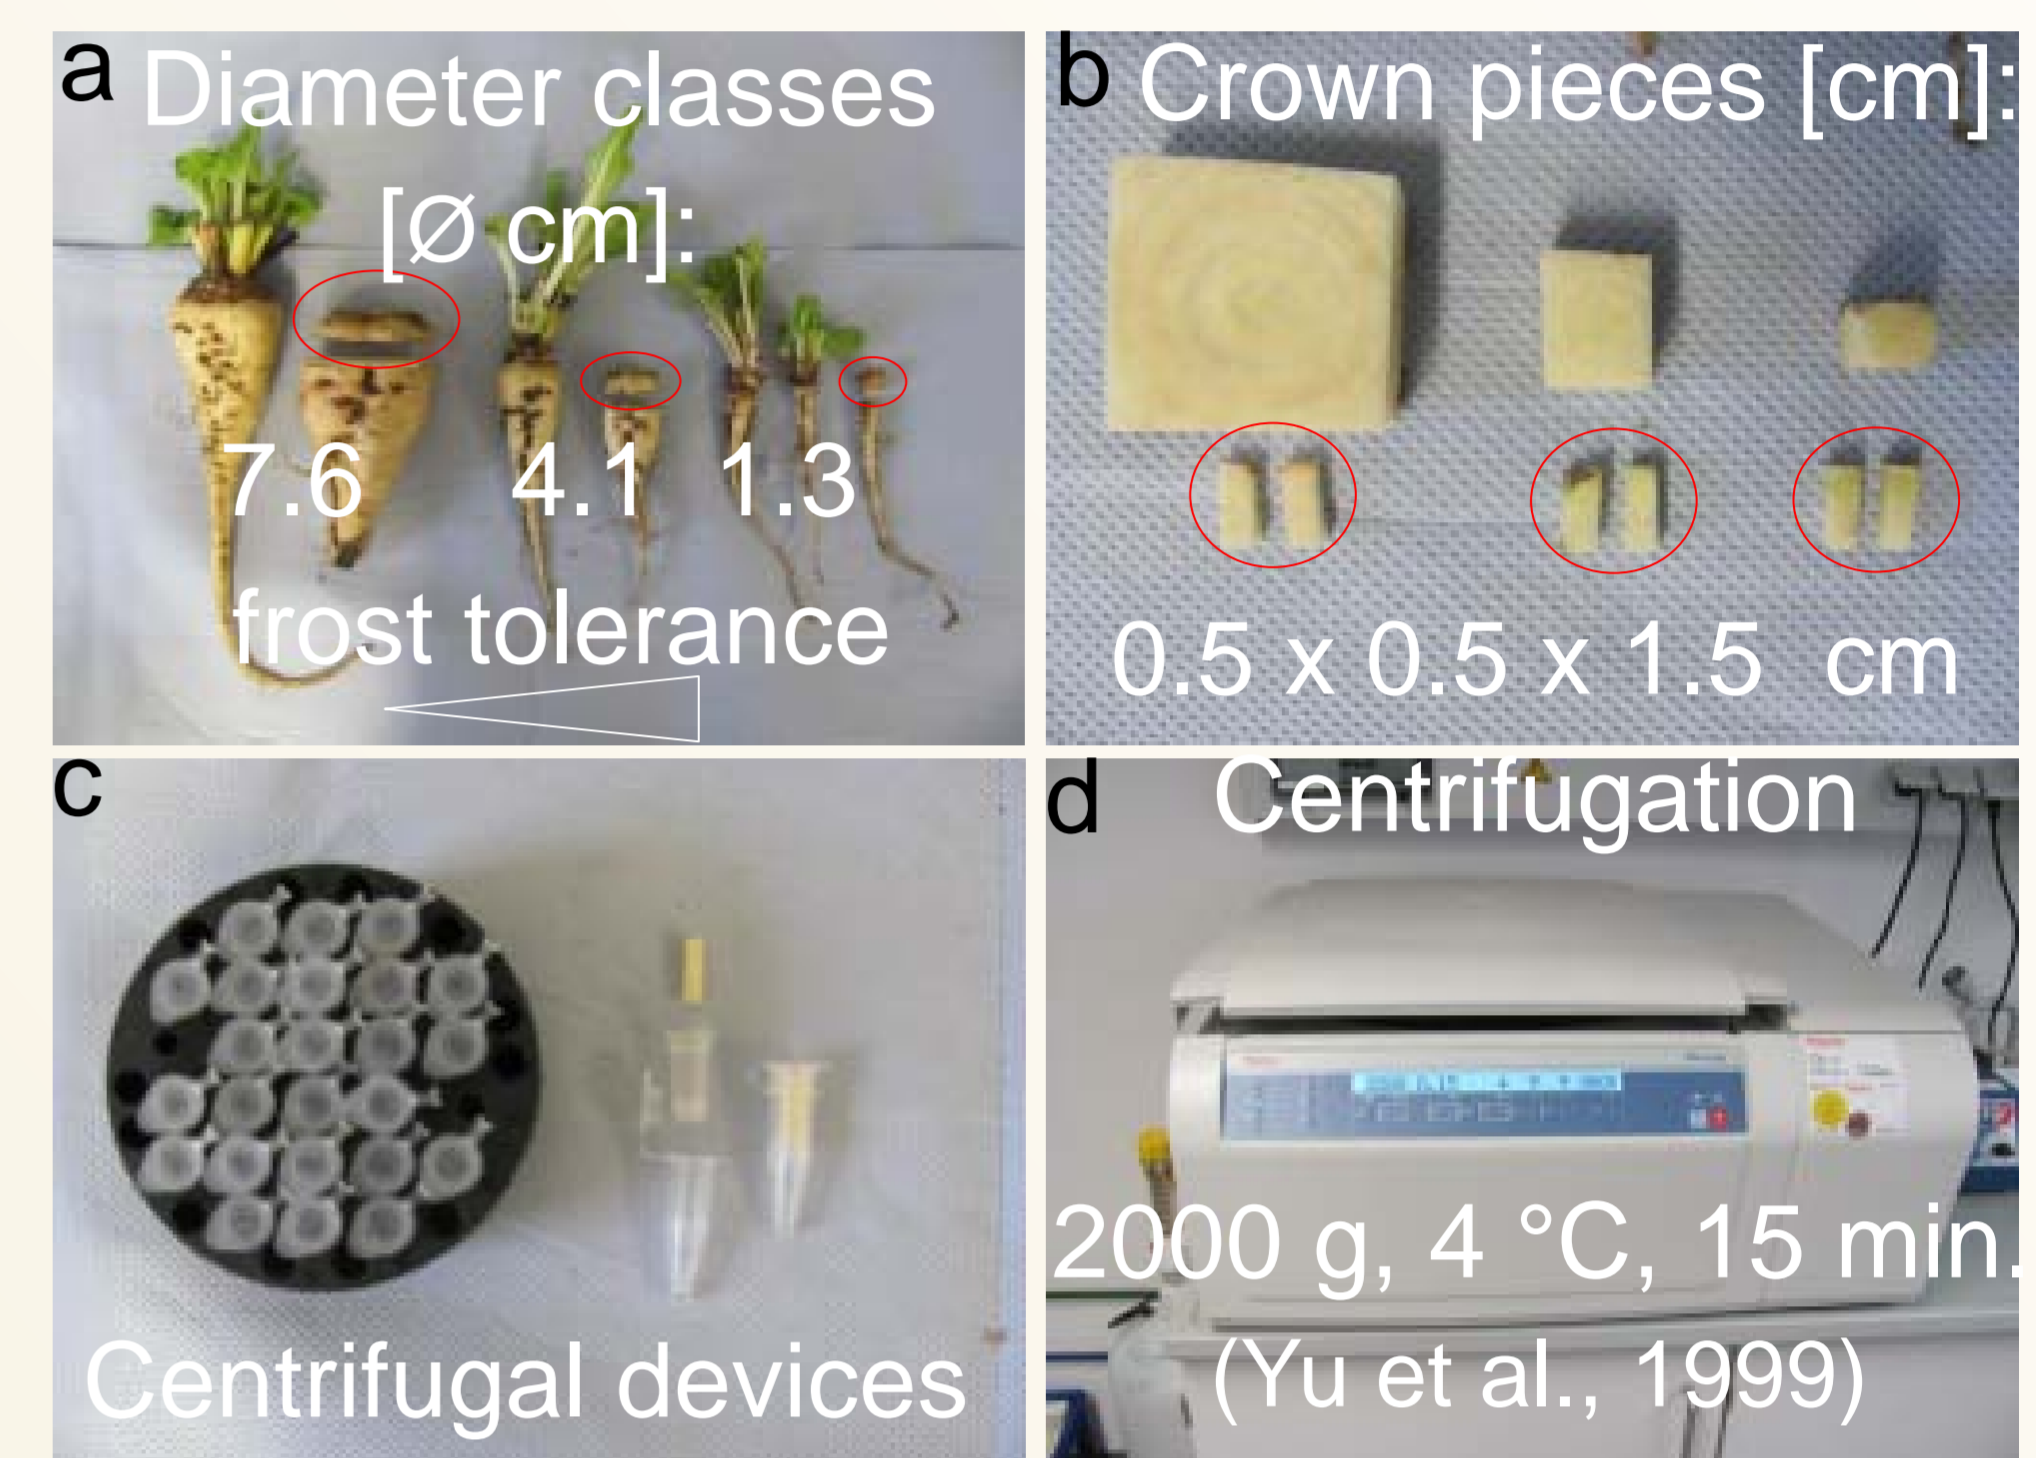 a
Diameter classes
[Ø cm]:
7.6 4.1 1.3
frost tolerance
b
Crown pieces [cm]:
0.5 x 0.5 x 1.5 cm
c
Centrifugal devices
d
Centrifugation
2000 g, 4 °C, 15 min.
(Yu et al., 1999)